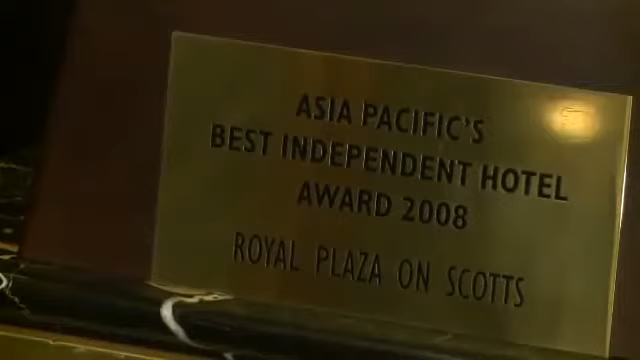 ASIA PACIFIC'S
BEST INDEPENDENT HOTEL
AWARD 2008
ROYAL PLAZA ON SCOTTS